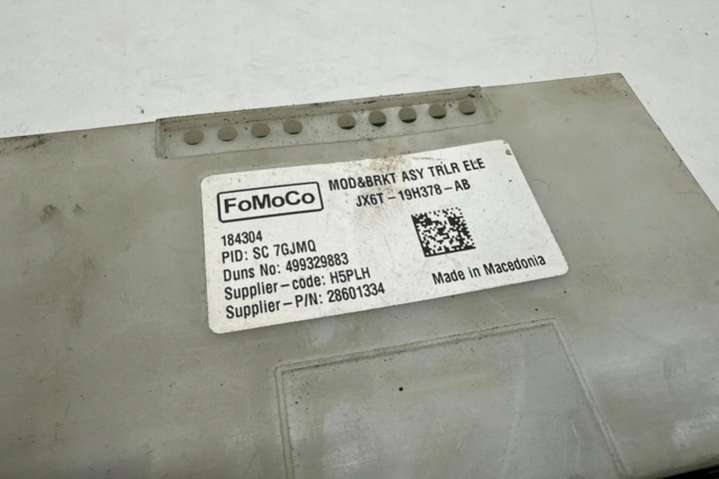 FoMoCo
MOD&BRKT ASY TRLR ELE
JX6T-19H378-AB
184304
PID: SC 7GJMQ
Duns No: 499329883
Supplier-code: H5PLH
Supplier-P/N: 28601334
Made in Macedonia